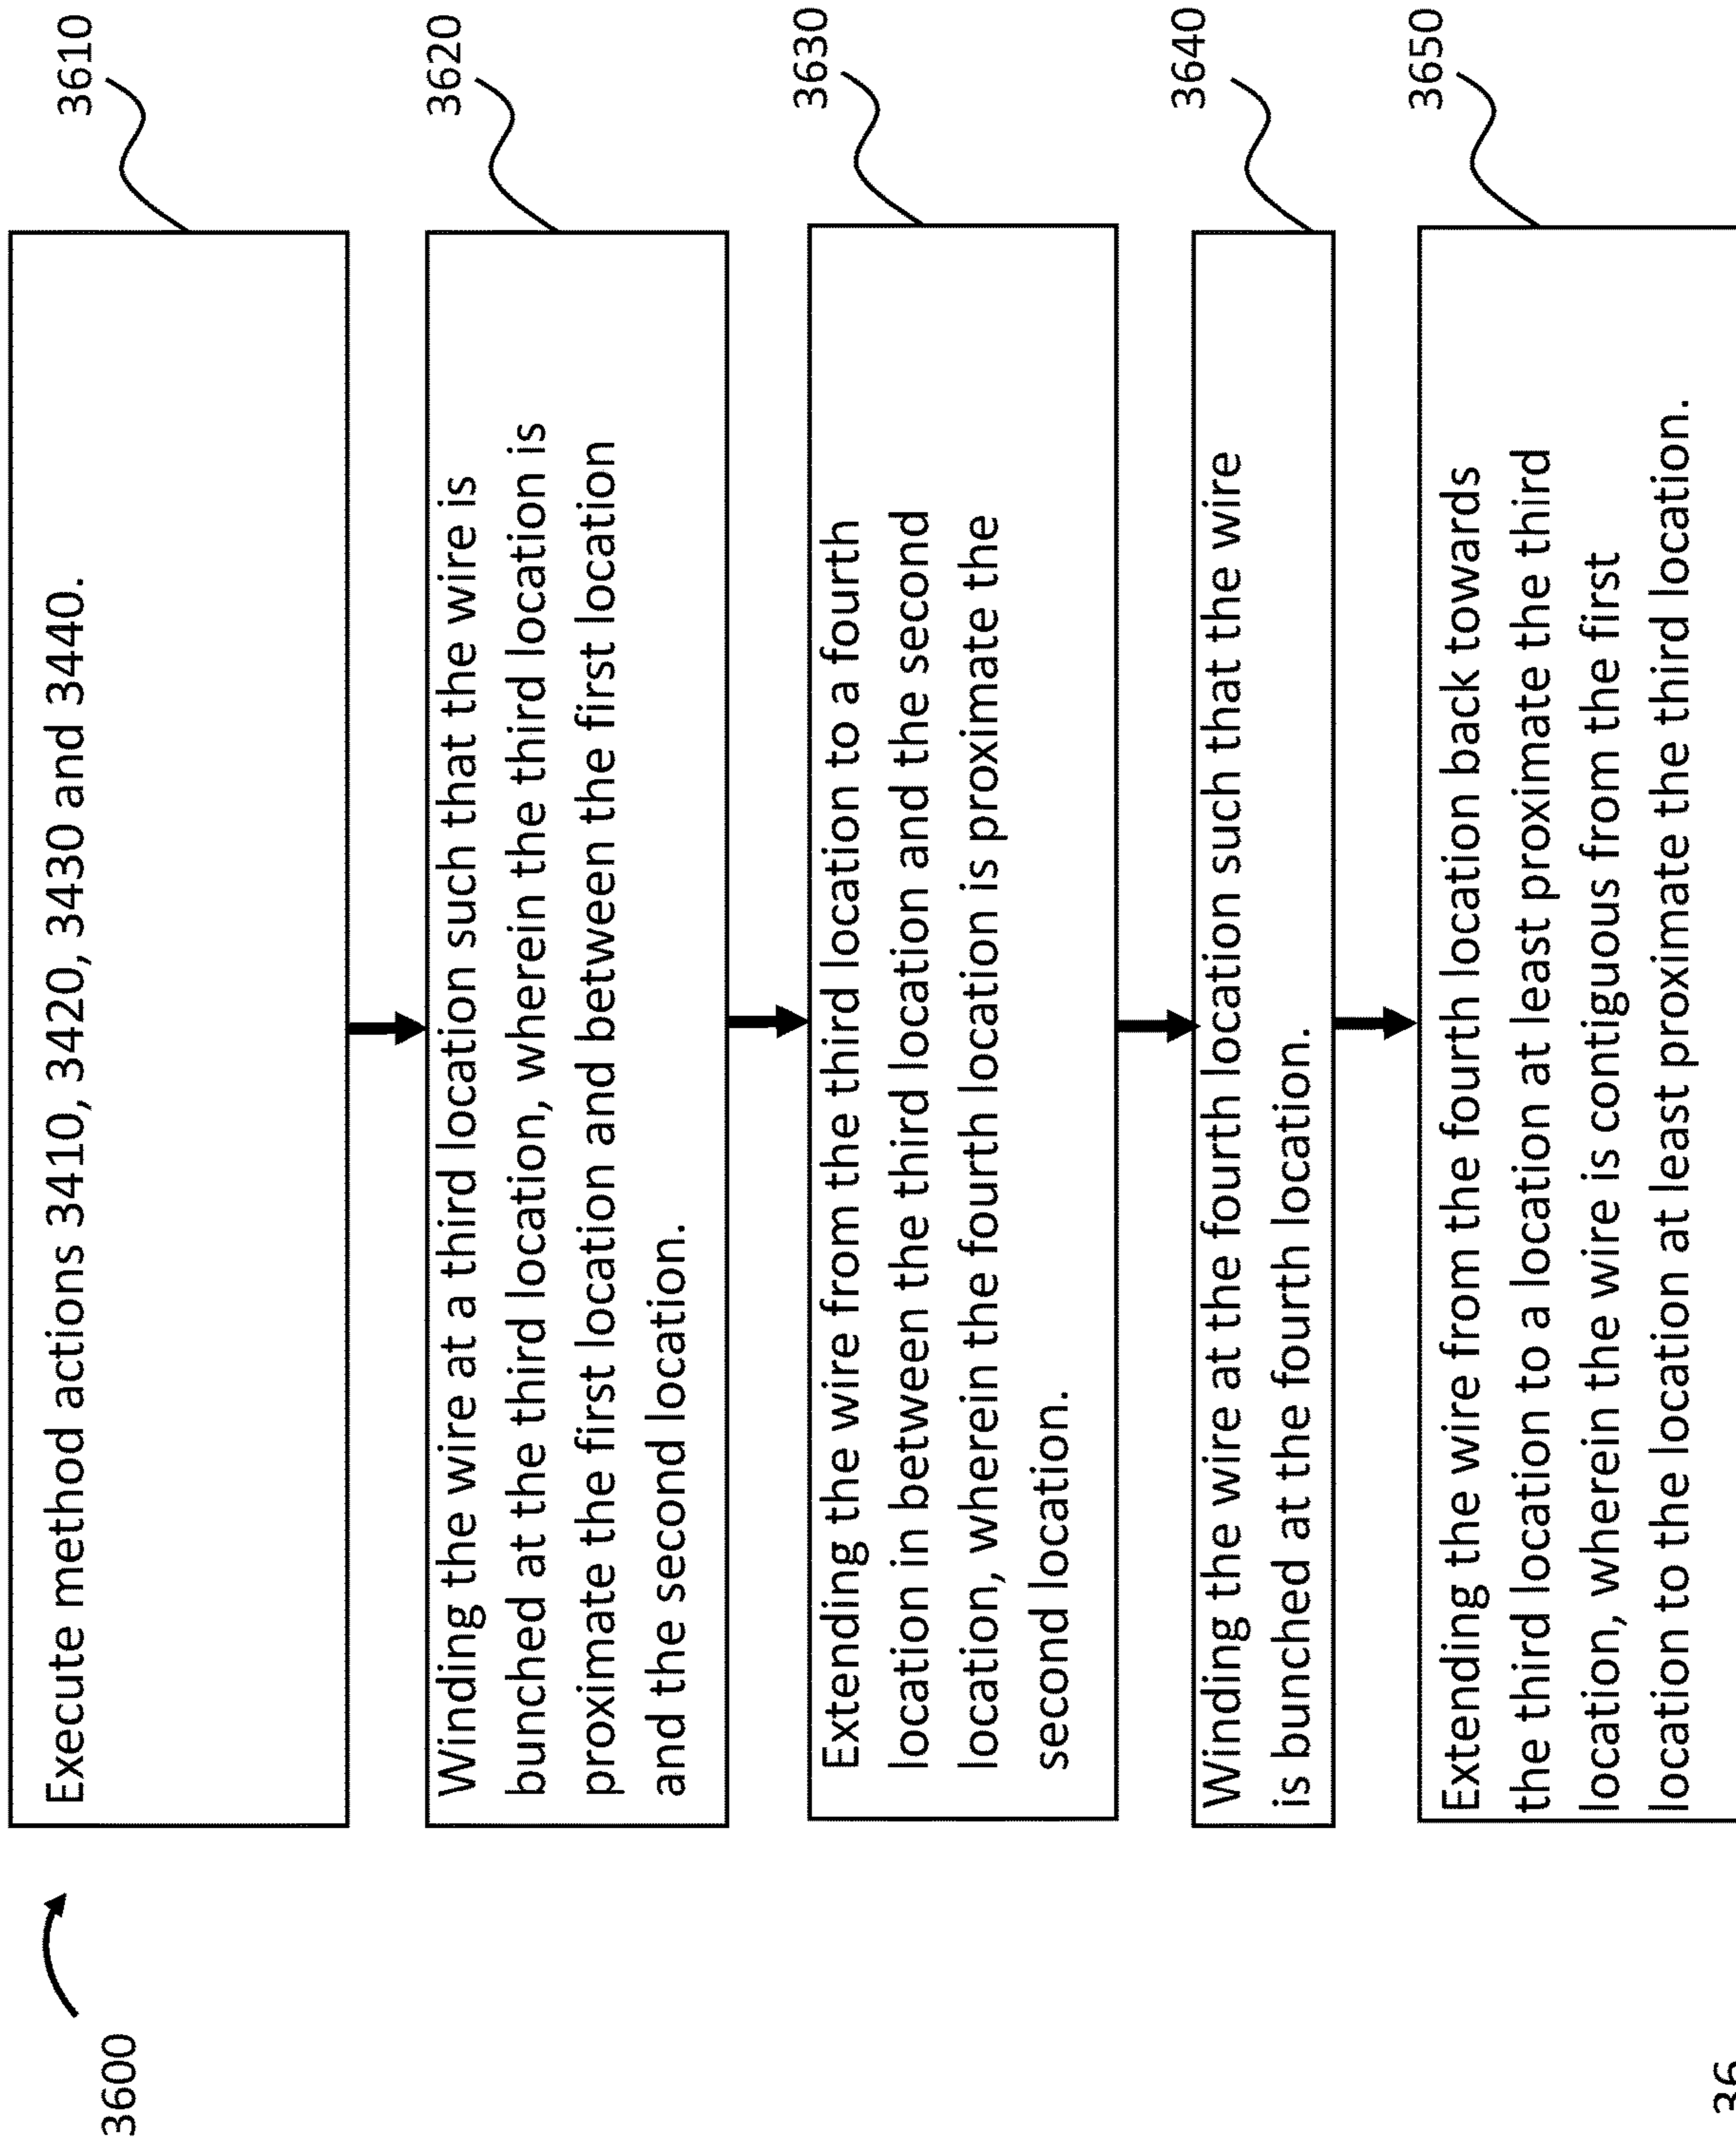 3600
3610
Execute method actions 3410, 3420, 3430 and 3440.
3620
Winding the wire at a third location such that the wire is
bunched at the third location, wherein the third location is
proximate the first location and between the first location
and the second location.
3630
Extending the wire from the third location to a fourth
location in between the third location and the second
location, wherein the fourth location is proximate the
second location.
3640
Winding the wire at the fourth location such that the wire
is bunched at the fourth location.
3650
Extending the wire from the fourth location back towards
the third location to a location at least proximate the third
location, wherein the wire is contiguous from the first
location to the location at least proximate the third location.
36